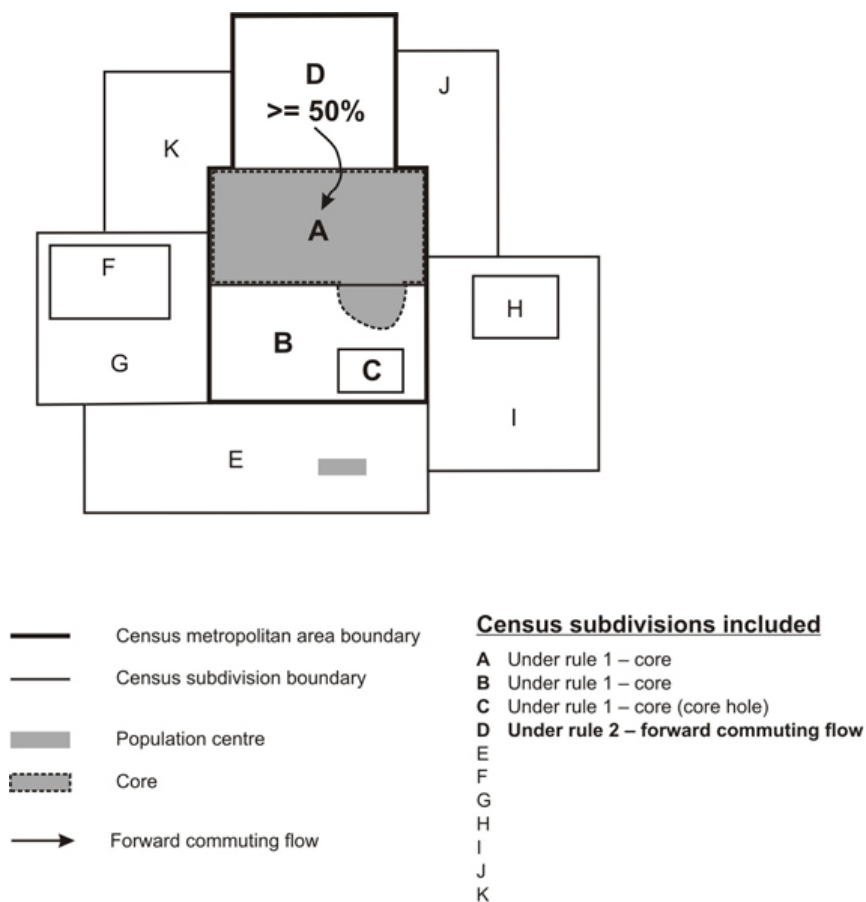 D
>= 50%
J
K
A
F
H
B
G
C
I
E
Census metropolitan area boundary
Census subdivision boundary
Population centre
Core
Forward commuting flow
Census subdivisions included
A Under rule 1 – core
B Under rule 1 – core
C Under rule 1 – core (core hole)
D Under rule 2 – forward commuting flow
E
F
G
H
I
J
K